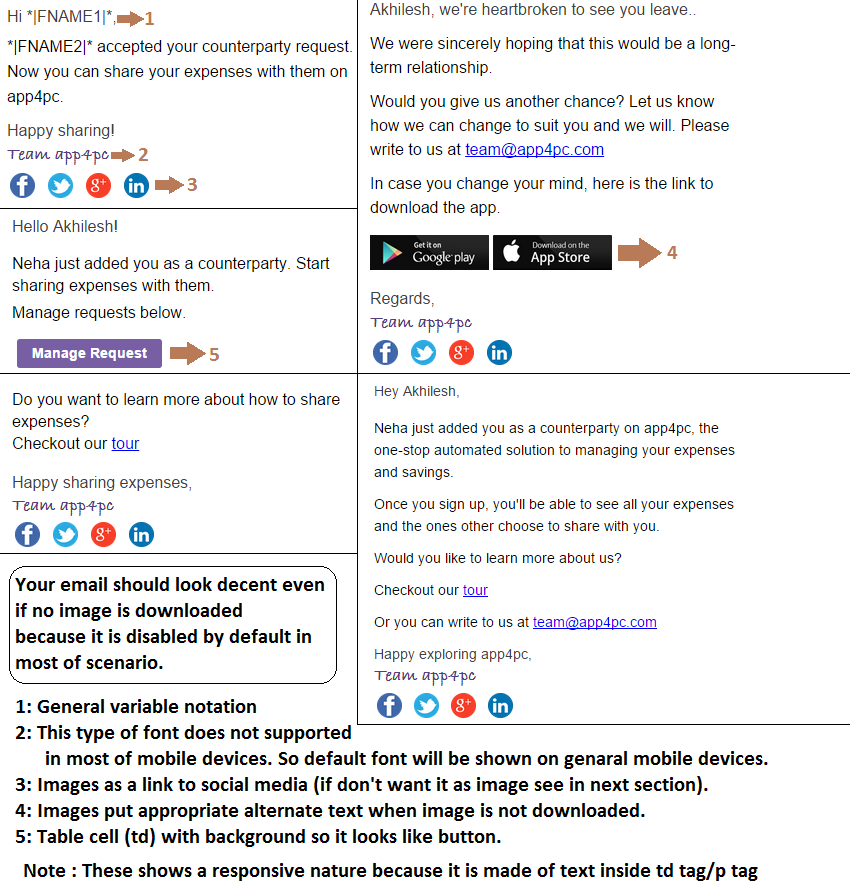 Hi *|FNAME1|*,
1
*|FNAME2|* accepted your counterparty request.
Now you can share your expenses with them on
app4pc.
Happy sharing!
Team app4pc
2
f
g+
in
3
Hello Akhilesh!
Neha just added you as a counterparty. Start
sharing expenses with them.
Manage requests below.
Manage Request
5
Do you want to learn more about how to share
expenses?
Checkout our tour
Happy sharing expenses,
Team app4pc
f
g+
in
Akhilesh, we're heartbroken to see you leave..
We were sincerely hoping that this would be a long-
term relationship.
Would you give us another chance? Let us know
how we can change to suit you and we will. Please
write to us at team@app4pc.com
In case you change your mind, here is the link to
download the app.
Get it on
Google play
Download on the
App Store
4
Regards,
Team app4pc
f
g+
in
Hey Akhilesh,
Neha just added you as a counterparty on app4pc, the
one-stop automated solution to managing your expenses
and savings.
Once you sign up, you'll be able to see all your expenses
and the ones other choose to share with you.
Would you like to learn more about us?
Checkout our tour
Or you can write to us at team@app4pc.com
Happy exploring app4pc,
Team app4pc
f
g+
in
Your email should look decent even
if no image is downloaded
because it is disabled by default in
most of scenario.
1: General variable notation
2: This type of font does not supported
in most of mobile devices. So default font will be shown on genaral mobile devices.
3: Images as a link to social media (if don't want it as image see in next section).
4: Images put appropriate alternate text when image is not downloaded.
5: Table cell (td) with background so it looks like button.
Note : These shows a responsive nature because it is made of text inside td tag/p tag